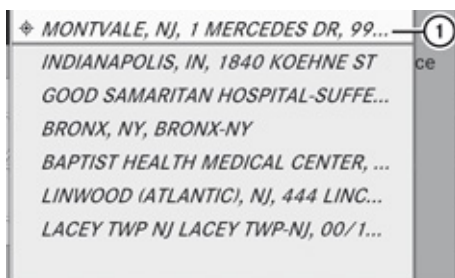 MONTVALE, NJ, 1 MERCEDES DR, 99... 1
INDIANAPOLIS, IN, 1840 KOEHNE ST
ce
GOOD SAMARITAN HOSPITAL-SUFFE...
BRONX, NY, BRONX-NY
BAPTIST HEALTH MEDICAL CENTER, ...
LINWOOD (ATLANTIC), NJ, 444 LINC...
LACEY TWP NJ LACEY TWP-NJ, 00/1...